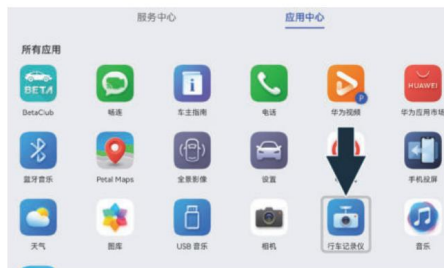 服务中心 应用中心
所有应用
BETA
HUAWEI
BetaClub 畅连 车主指南 电话 华为视频 华为应用市场
蓝牙音乐 Petal Maps 全景影像 设置 手机投屏
天气 图库 USB 音乐 相机 行车记录仪 音乐